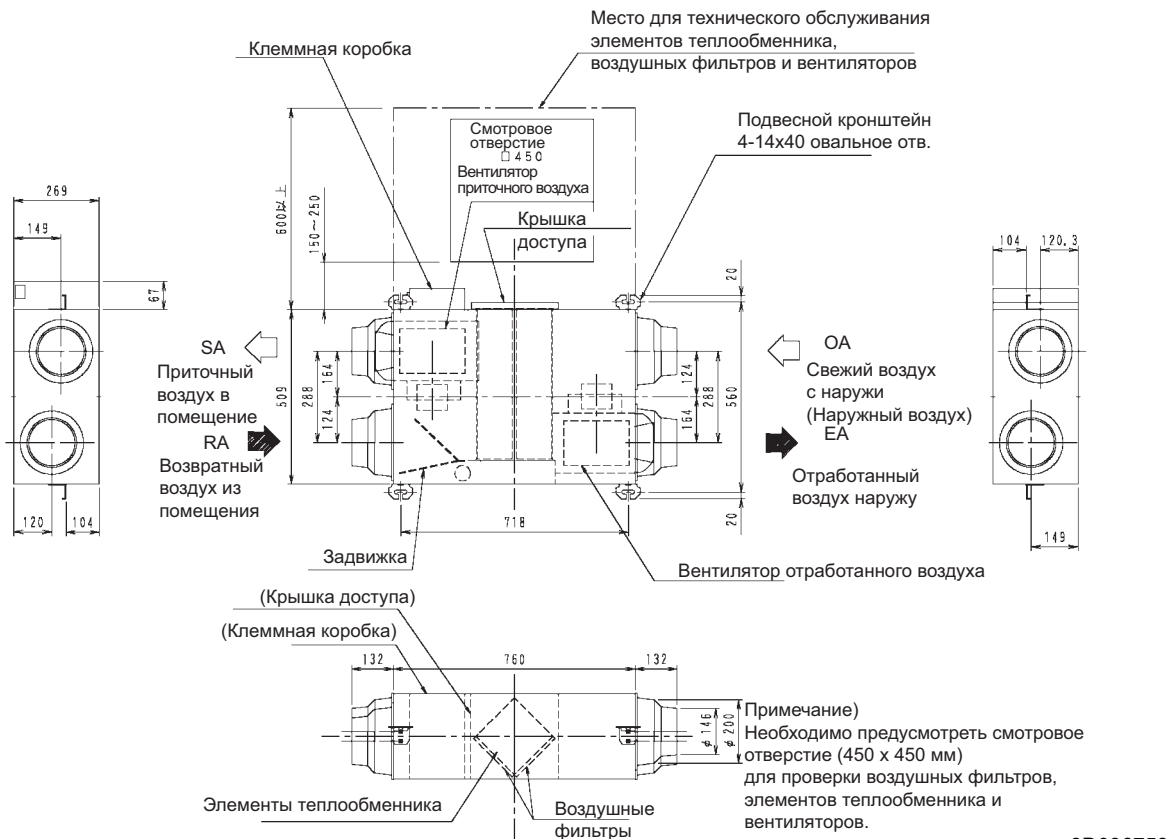 Место для технического обслуживания
элементов теплообменника,
воздушных фильтров и вентиляторов
Клеммная коробка
Подвесной кронштейн
4-14x40 овальное отв.
Смотровое
отверстие
□450
Вентилятор
приточного воздуха
Крышка
доступа
600以上
150~250
269
149
67
104
120.3
20
SA
Приточный
воздух в
помещение
RA
Возвратный
воздух из
помещения
509
288
164
124
124
164
288
560
OA
Свежий воздух
с наружи
(Наружный воздух)
EA
Отработанный
воздух наружу
120
104
718
20
149
Задвижка
Вентилятор отработанного воздуха
(Крышка доступа)
(Клеммная коробка)
132
760
132
φ146
φ200
Примечание)
Необходимо предусмотреть смотровое
отверстие (450 x 450 мм)
для проверки воздушных фильтров,
элементов теплообменника и
вентиляторов.
Элементы теплообменника
Воздушные
фильтры